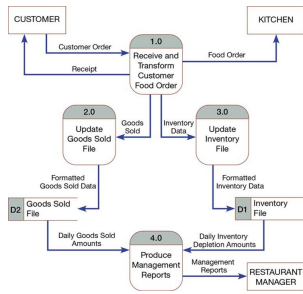 CUSTOMER
KITCHEN
1.0
Customer Order
Receipt
Receive and
Transform
Customer
Food Order
Food Order
2.0
Update
Goods Sold
File
Goods
Sold
Inventory
Data
3.0
Update
Inventory
File
Formatted
Goods Sold Data
Formatted
Inventory Data
D2
Goods Sold
File
D1
Inventory
File
Daily Goods Sold
Amounts
Daily Inventory
Depletion Amounts
4.0
Produce
Management
Reports
Management
Reports
RESTAURANT
MANAGER